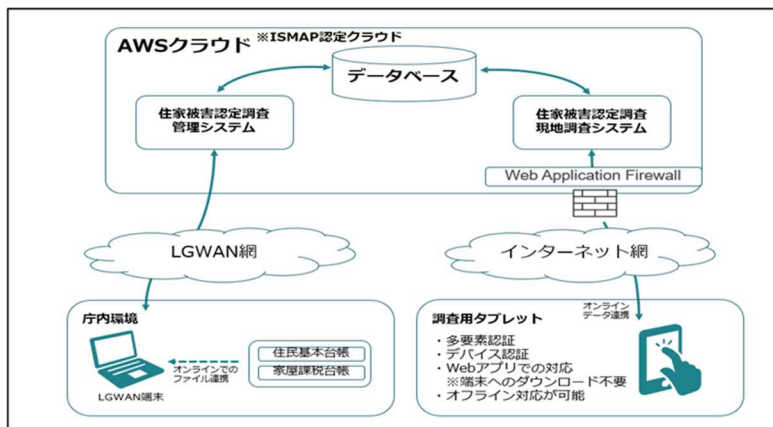 AWSクラウド ※ISMAP認定クラウド
データベース
住家被害認定調査
管理システム
住家被害認定調査
現地調査システム
Web Application Firewall
LGWAN網
インターネット網
庁内環境
オンラインでの
ファイル連携
住民基本台帳
家屋課税台帳
LGWAN端末
オンライン
データ連携
調査用タブレット
・多要素認証
・デバイス認証
・Webアプリでの対応
※端末へのダウンロード不要
・オフライン対応が可能